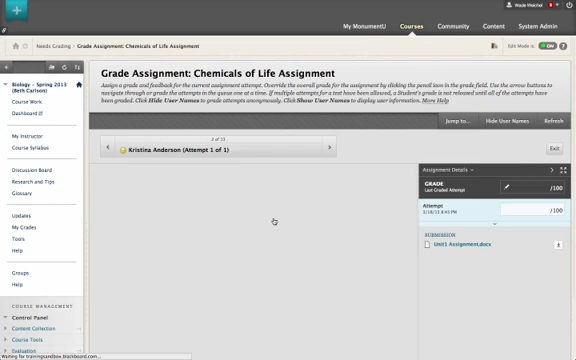 Wade Weichel
My MonumentU
Courses
Community
Content
System Admin
Needs Grading
Grade Assignment: Chemicals of Life Assignment
Edit Mode is
ON
Biology – Spring 2013
(Beth Carlson)
Course Work
Dashboard
My Instructor
Course Syllabus
Discussion Board
Research and Tips
Glossary
Updates
My Grades
Tools
Help
Groups
Help
COURSE MANAGEMENT
Control Panel
Content Collection
Course Tools
Evaluation
Waiting for trainingsandbox.blackboard.com...
Grade Assignment: Chemicals of Life Assignment
Assign a grade and feedback for the current assignment attempt. Override the overall grade for the assignment by clicking the pencil icon in the grade field. Use the arrow buttons to
navigate through or grade the attempts in the queue one at a time. If multiple attempts for a test have been allowed, a Student's grade is not released until all of the attempts
have been graded. Click Hide User Names to grade attempts anonymously. Click Show User Names to display user information. More Help
Jump to...
Hide User Names
Refresh
2 of 13
Kristina Anderson (Attempt 1 of 1)
Exit
Assignment Details
GRADE
Last Graded Attempt
/100
Attempt
3/18/13 8:43 PM
/100
SUBMISSION
Unit1 Assignment.docx